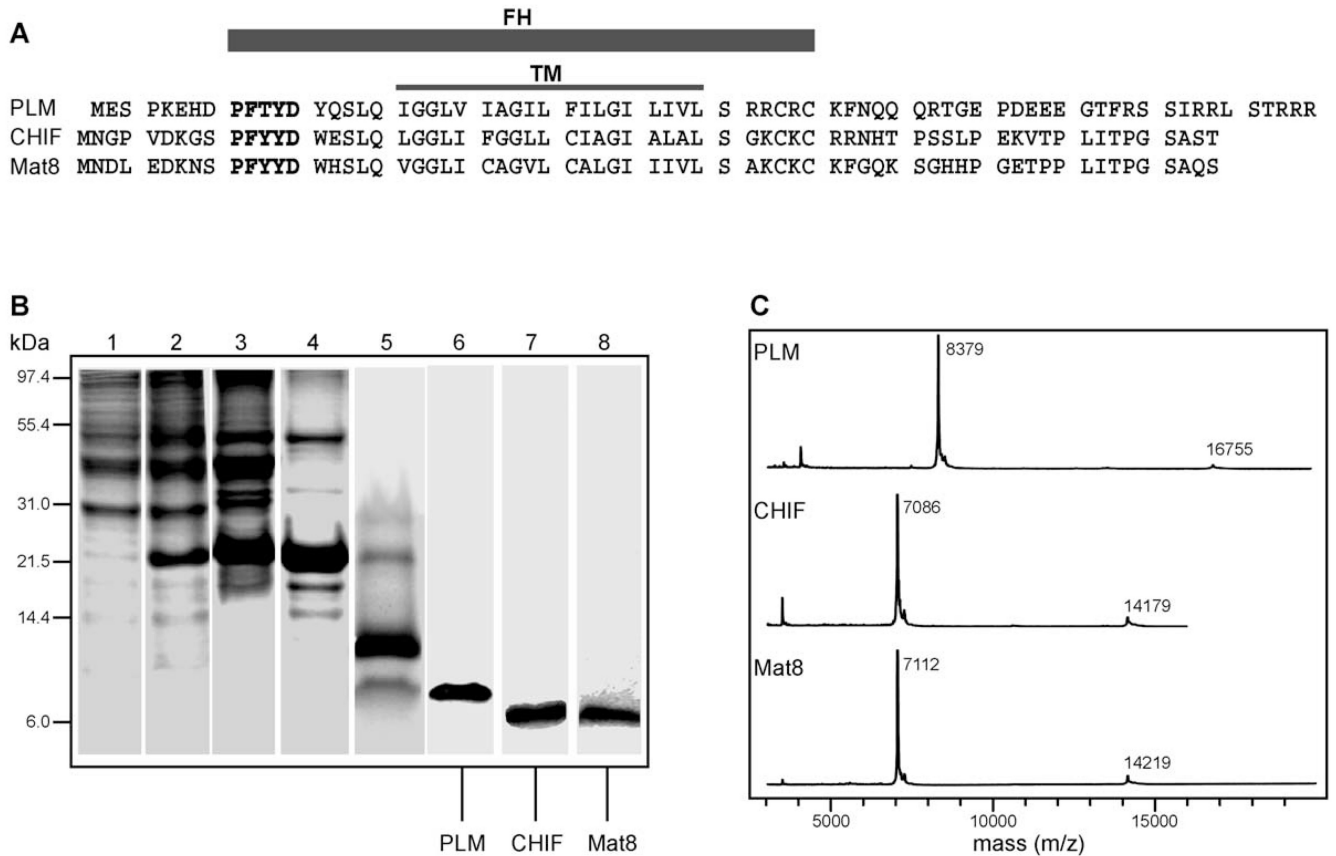 A
FH
TM
PLM MESPKEHD PFTYD YQSLQ IGGLV IAGIL FILGI LIVL S RRCRC KFNQQ QRTGE PDEEE GTFRS SIRRL STRRR
CHIF MNGP VDKGS PFYYD WESLQ LGGLI FGGLL CIAGI ALAL S GKCKC RRNHT PSSLP EKVTP LITPG SAST
Mat8 MNDL EDKNS PFYYD WHSLQ VGGLI CAGVL CALGI IIVL S AKCKC KFGQK SGHHP GETPP LITPG SAQS
B
kDa 1 2 3 4 5 6 7 8
97.4
55.4
31.0
21.5
14.4
6.0
PLM CHIF Mat8
C
PLM
8379
16755
CHIF
7086
14179
Mat8
7112
14219
5000 10000 15000
mass (m/z)